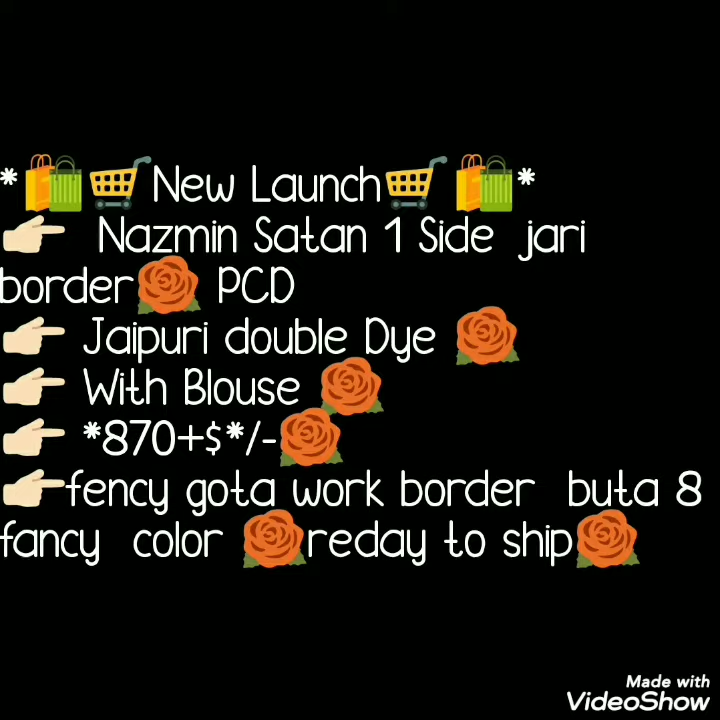 *🛍️🛒New Launch🛒🛍️*
👉🏻 Nazmin Satan 1 Side jari
border🌹 PCD
👉🏻 Jaipuri double Dye 🌹
👉🏻 With Blouse 🌹
👉🏻 *870+$*/-🌹
👉🏻fency gota work border buta 8
fancy color 🌹reday to ship🌹
Made with
VideoShow